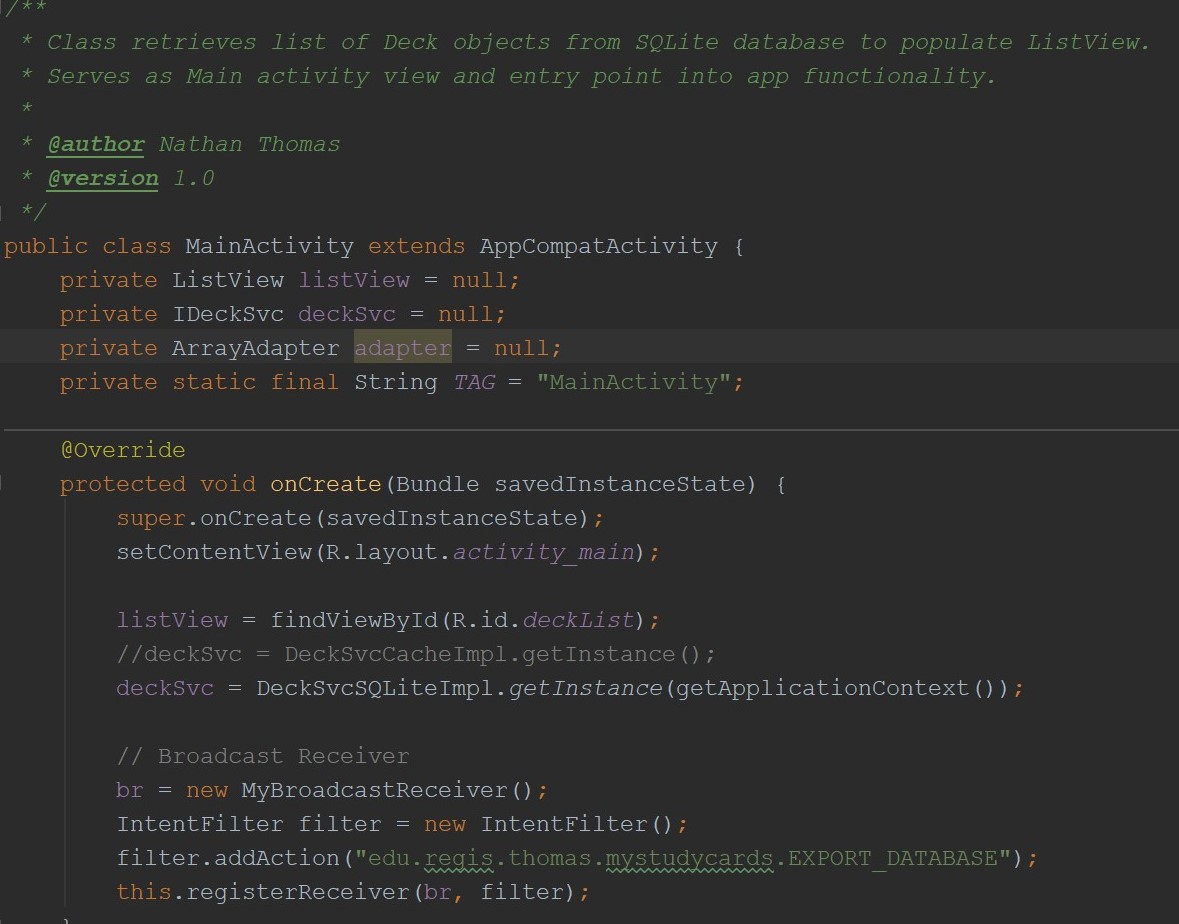 /**
 * Class retrieves list of Deck objects from SQLite database to populate ListView.
 * Serves as Main activity view and entry point into app functionality.
 *
 * @author Nathan Thomas
 * @version 1.0
 */
public class MainActivity extends AppCompatActivity {
    private ListView listView = null;
    private IDeckSvc deckSvc = null;
    private ArrayAdapter adapter = null;
    private static final String TAG = "MainActivity";

    @Override
    protected void onCreate(Bundle savedInstanceState) {
        super.onCreate(savedInstanceState);
        setContentView(R.layout.activity_main);

        listView = findViewById(R.id.deckList);
        //deckSvc = DeckSvcCacheImpl.getInstance();
        deckSvc = DeckSvcSQLiteImpl.getInstance(getApplicationContext());

        // Broadcast Receiver
        br = new MyBroadcastReceiver();
        IntentFilter filter = new IntentFilter();
        filter.addAction("edu.regis.thomas.mystudycards.EXPORT_DATABASE");
        this.registerReceiver(br, filter);
    }